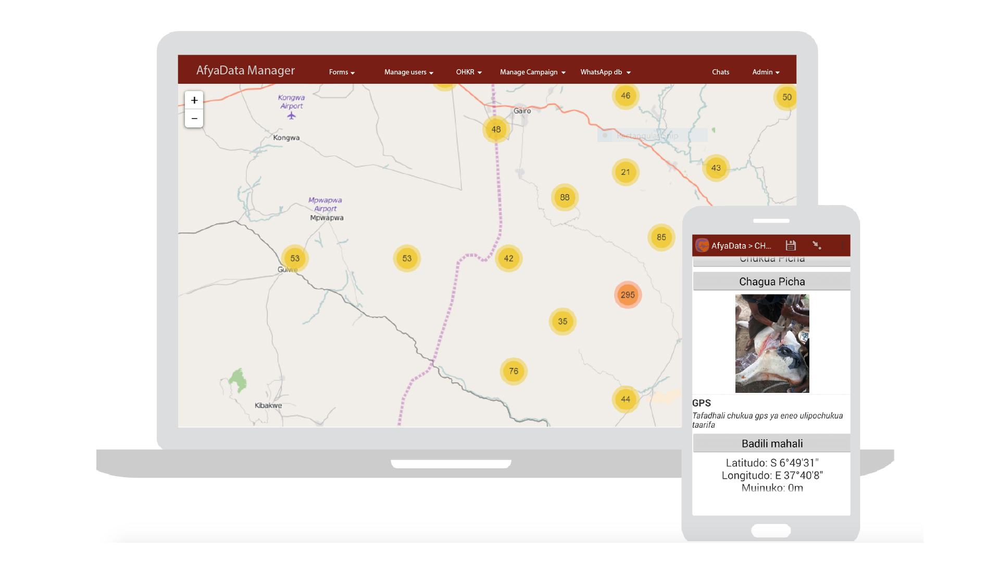 AfyaData Manager
Forms
Manage users
OHKR
Manage Campaign
WhatsApp db
Chats
Admin
+
−
Kongwa
Airport
Kongwa
Gairo
46
50
48
Rectangular Snip
21
43
88
Mpwapwa
Airport
Mpwapwa
85
53
53
42
Gulwe
295
35
76
44
Kibakwe
AfyaData > CH...
Chukua Picha
Chagua Picha
GPS
Tafadhali chukua gps ya eneo ulipochukua
taarifa
Badili mahali
Latitudo: S 6°49'31"
Longitudo: E 37°40'8"
Muinuko: 0m